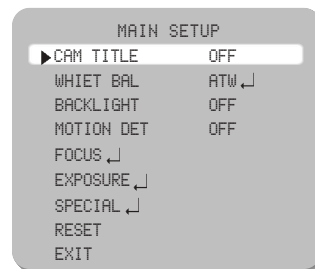 MAIN SETUP
▶CAM TITLE OFF
WHIET BAL ATW↵
BACKLIGHT OFF
MOTION DET OFF
FOCUS↵
EXPOSURE↵
SPECIAL↵
RESET
EXIT